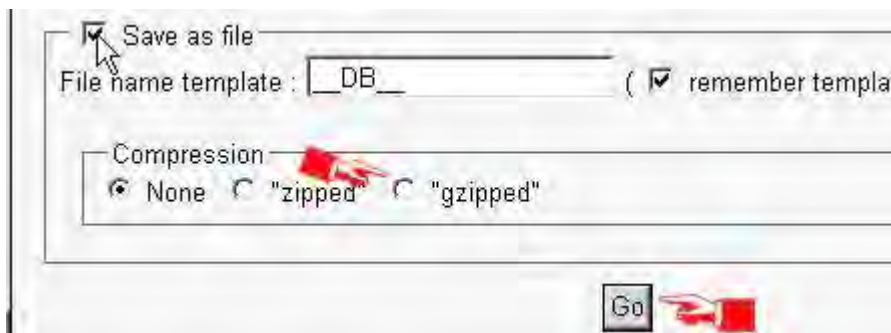 Save as file
File name template : __DB__ ( remember templa
Compression
None "zipped" "gzipped"
Go